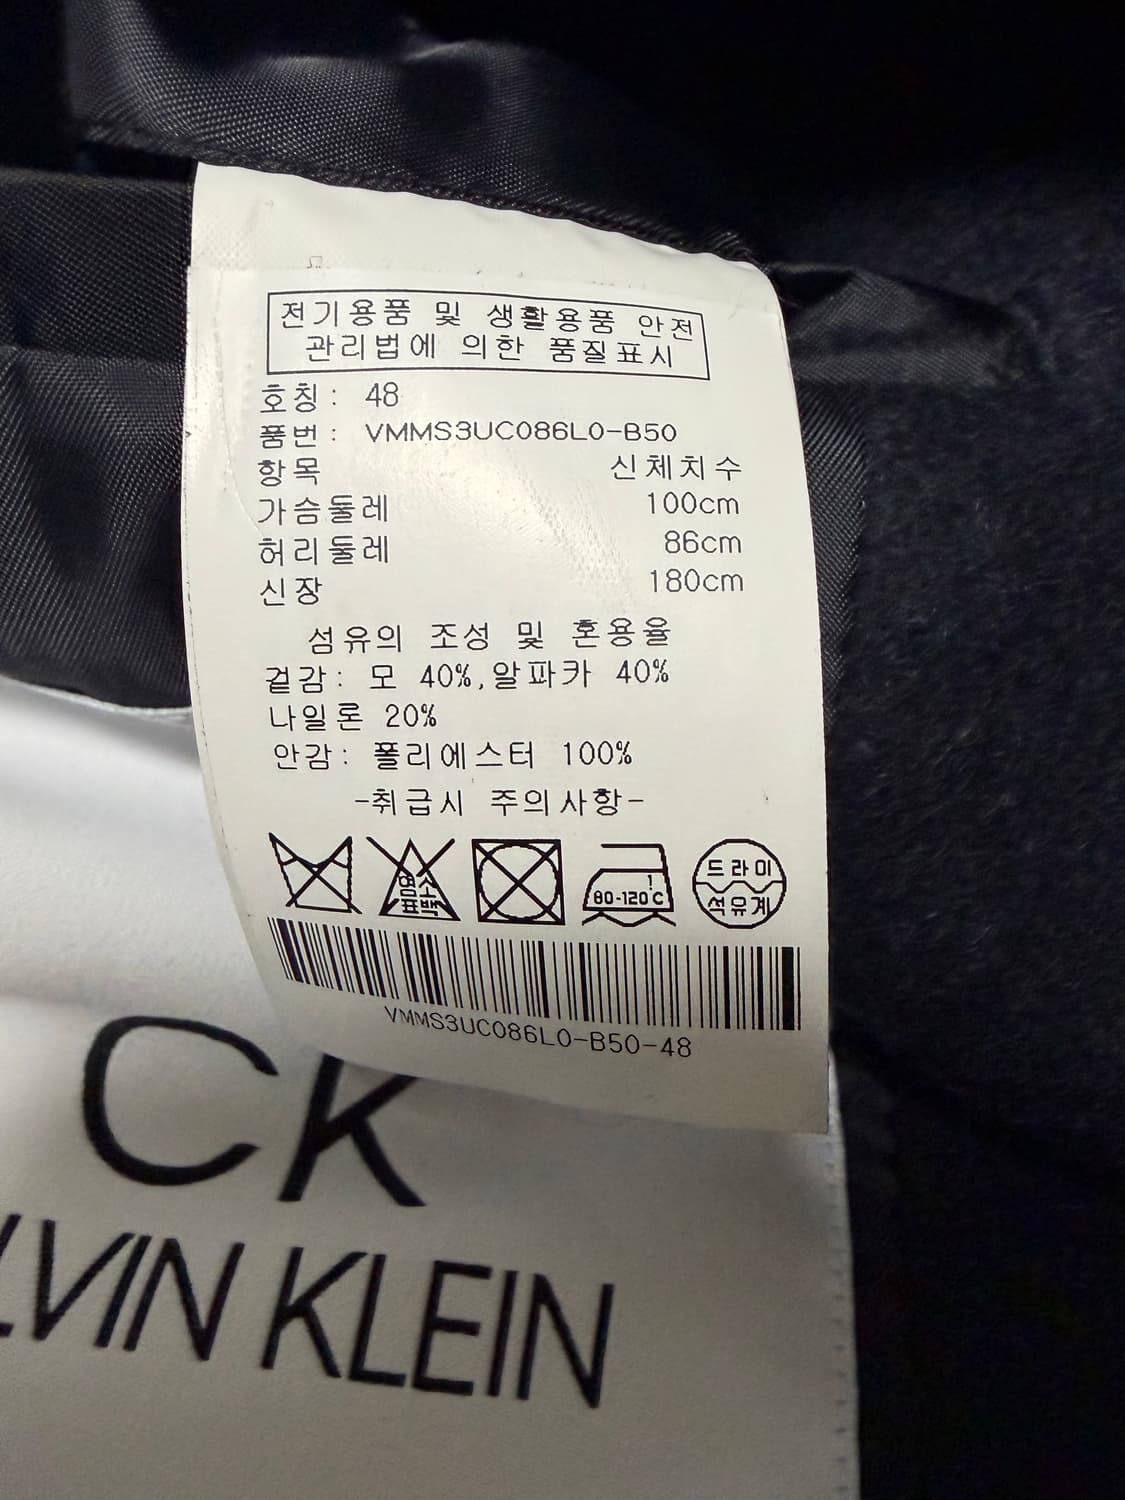 전기용품 및 생활용품 안전
관리법에 의한 품질표시
호칭: 48
품번: VMMS3UC086L0-B50
항목 신체치수
가슴둘레 100cm
허리둘레 86cm
신장 180cm
섬유의 조성 및 혼용율
겉감: 모 40%,알파카 40%
나일론 20%
안감: 폴리에스터 100%
-취급시 주의사항-
염소
표백
80-120℃
드라이
석유계
VMMS3UC086L0-B50-48
CK
LVIN KLEIN